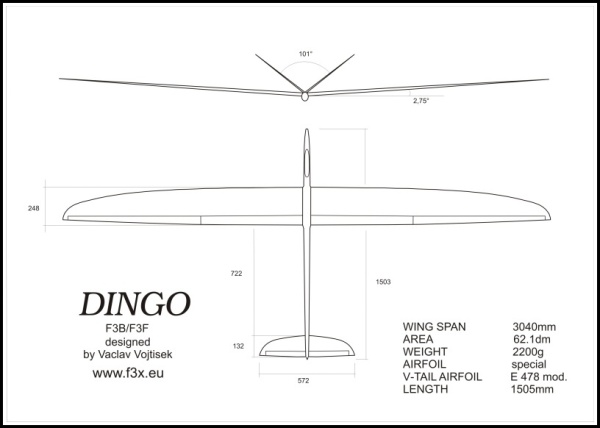 101"
2,75"
248
722
1503
DINGO
F3B/F3F
designed
by Vaclav Vojtisek
www.f3x.eu
132
572
WING SPAN 3040mm
AREA 62.1dm
WEIGHT 2200g
AIRFOIL special
V-TAIL AIRFOIL E 478 mod.
LENGTH 1505mm